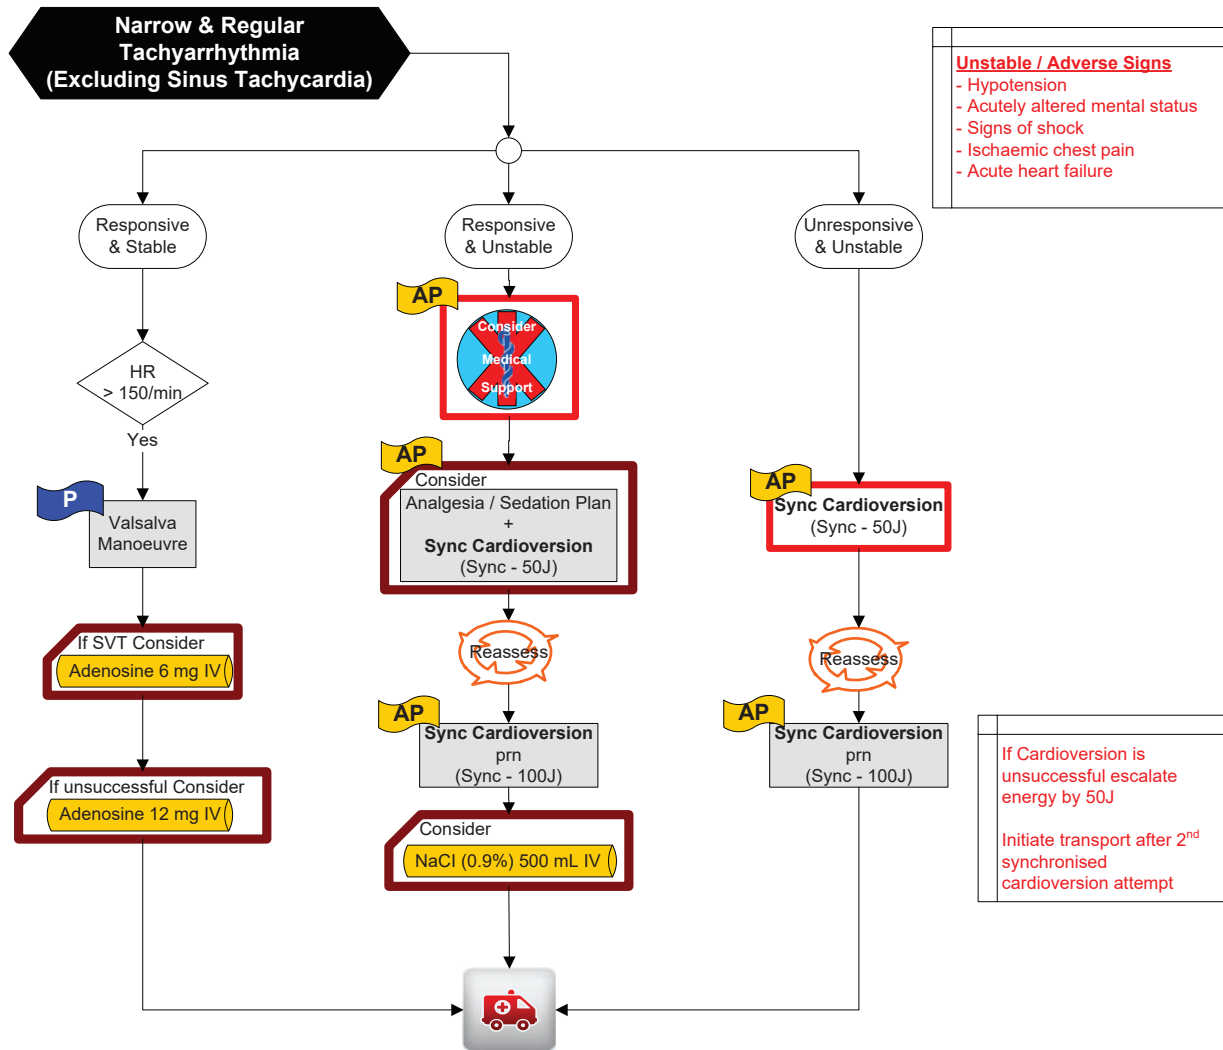 Narrow & Regular
Tachyarrhythmia
(Excluding Sinus Tachycardia)
Unstable / Adverse Signs
- Hypotension
- Acutely altered mental status
- Signs of shock
- Ischaemic chest pain
- Acute heart failure
Responsive
& Stable
Responsive
& Unstable
Unresponsive
& Unstable
HR
> 150/min
Yes
P
Valsalva
Manoeuvre
If SVT Consider
Adenosine 6 mg IV
If unsuccessful Consider
Adenosine 12 mg IV
AP
Consider
Medical
Support
AP
Consider
Analgesia / Sedation Plan
+
Sync Cardioversion
(Sync - 50J)
Reassess
AP
Sync Cardioversion
prn
(Sync - 100J)
Consider
NaCl (0.9%) 500 mL IV
AP
Sync Cardioversion
(Sync - 50J)
Reassess
AP
Sync Cardioversion
prn
(Sync - 100J)
If Cardioversion is
unsuccessful escalate
energy by 50J
Initiate transport after 2nd
synchronised
cardioversion attempt